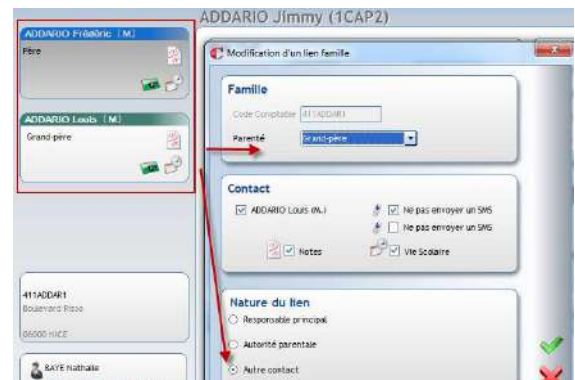 ADDARIO Jimmy (1CAP2)
ADDARIO Frédéric (M)
Père
ADDARIO Louis (M)
Grand-père
411ADDAR1
Boulevard Risso
06000 NICE
BAYE Nathalie
Modification d'un lien famille
Famille
Code Comptable 411ADDAR1
Parenté Grand-père
Contact
ADDARIO Louis (M.) Ne pas envoyer un SMS
Ne pas envoyer un SMS
Notes Vie Scolaire
Nature du lien
Responsable principal
Autorité parentale
Autre contact